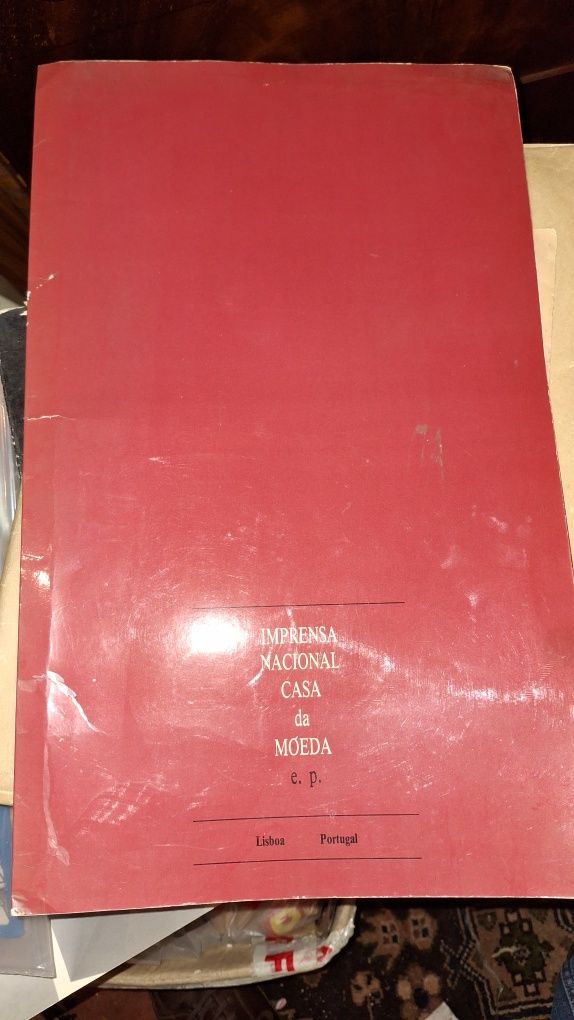 IMPRENSA
NACIONAL
CASA
da
MOEDA
e. p.
Lisboa Portugal